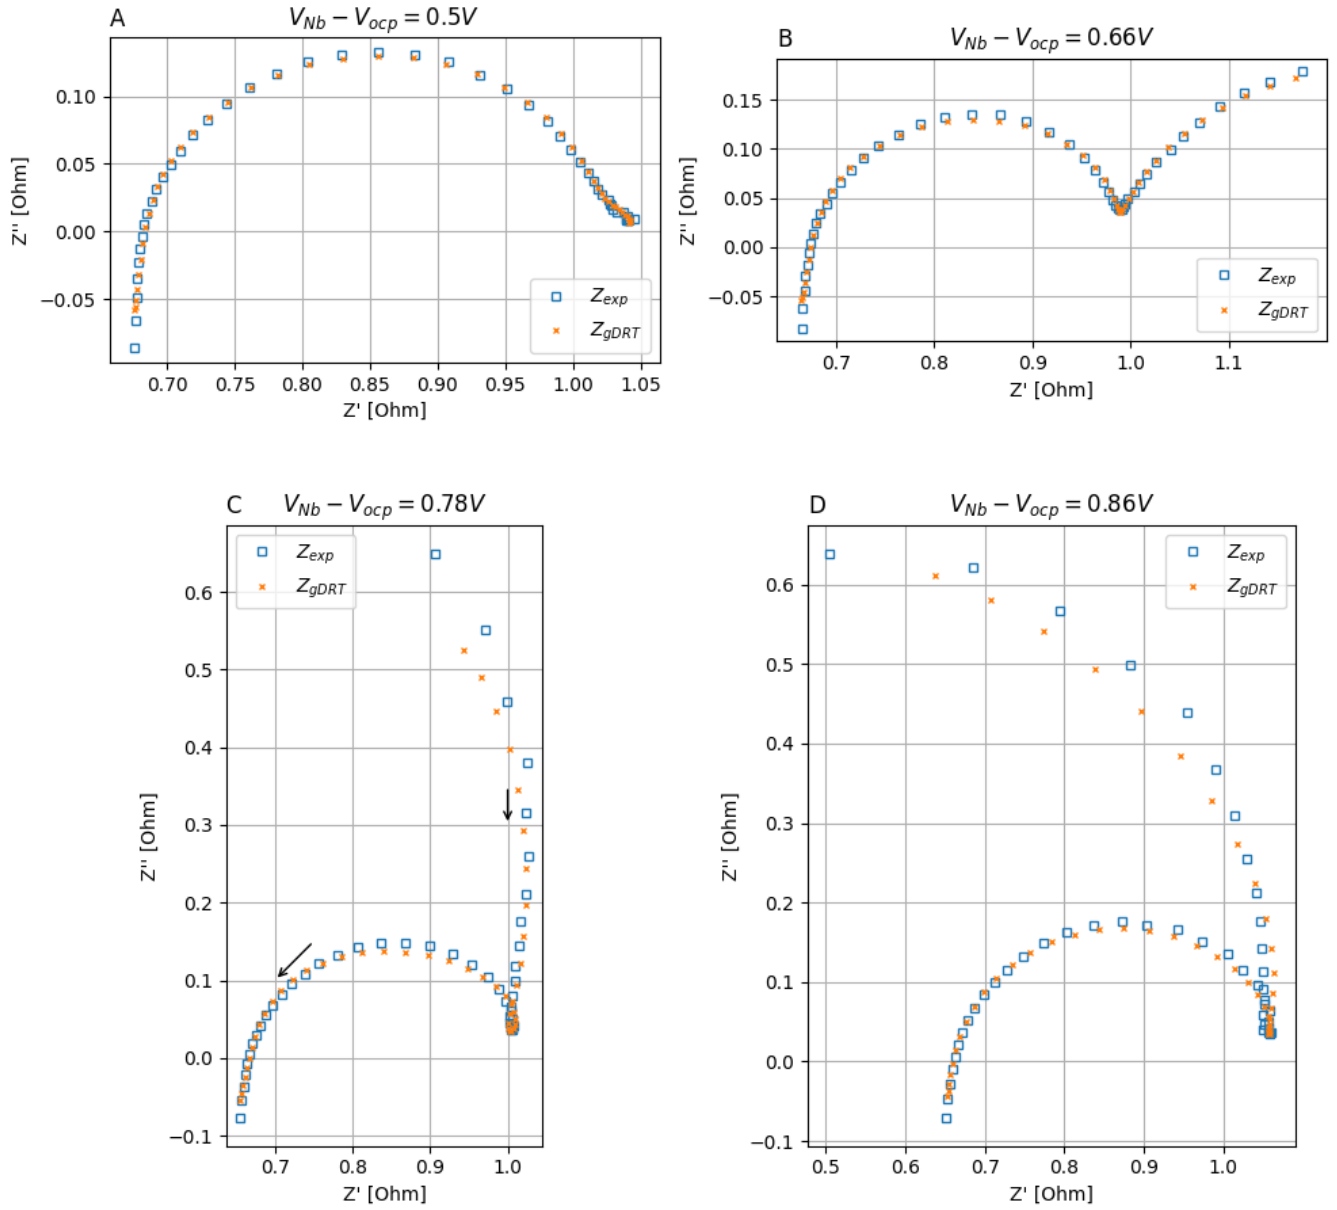 A
V_Nb − V_ocp = 0.5V
0.10
0.05
0.00
−0.05
Z'' [Ohm]
Z_exp
Z_gDRT
0.70 0.75 0.80 0.85 0.90 0.95 1.00 1.05
Z' [Ohm]
B
V_Nb − V_ocp = 0.66V
0.15
0.10
0.05
0.00
−0.05
Z'' [Ohm]
Z_exp
Z_gDRT
0.7 0.8 0.9 1.0 1.1
Z' [Ohm]
C
V_Nb − V_ocp = 0.78V
Z_exp
Z_gDRT
0.6
0.5
0.4
0.3
0.2
0.1
0.0
−0.1
Z'' [Ohm]
0.7 0.8 0.9 1.0
Z' [Ohm]
D
V_Nb − V_ocp = 0.86V
Z_exp
Z_gDRT
0.6
0.5
0.4
0.3
0.2
0.1
0.0
−0.1
Z'' [Ohm]
0.5 0.6 0.7 0.8 0.9 1.0
Z' [Ohm]